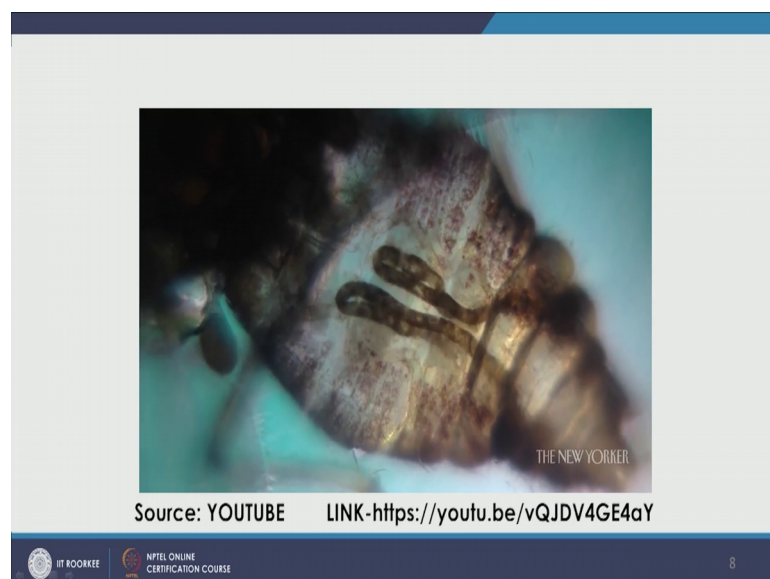 THE NEW YORKER
Source: YOUTUBE LINK-https://youtu.be/vQJDV4GE4aY
IIT ROORKEE
NPTEL ONLINE
CERTIFICATION COURSE
8